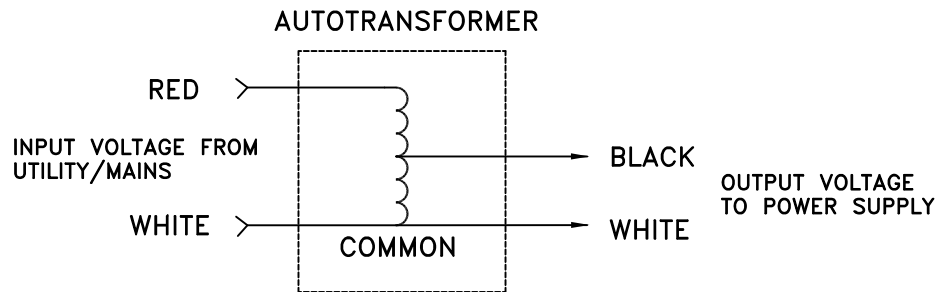 AUTOTRANSFORMER
RED
INPUT VOLTAGE FROM
UTILITY/MAINS
BLACK
OUTPUT VOLTAGE
TO POWER SUPPLY
WHITE
WHITE
COMMON